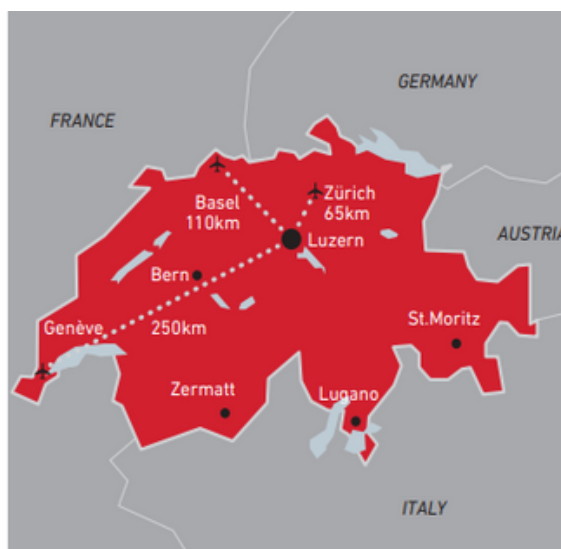 GERMANY
FRANCE
Basel
110km
Zürich
65km
Luzern
AUSTRIA
Bern
Genève
250km
St.Moritz
Zermatt
Lugano
ITALY